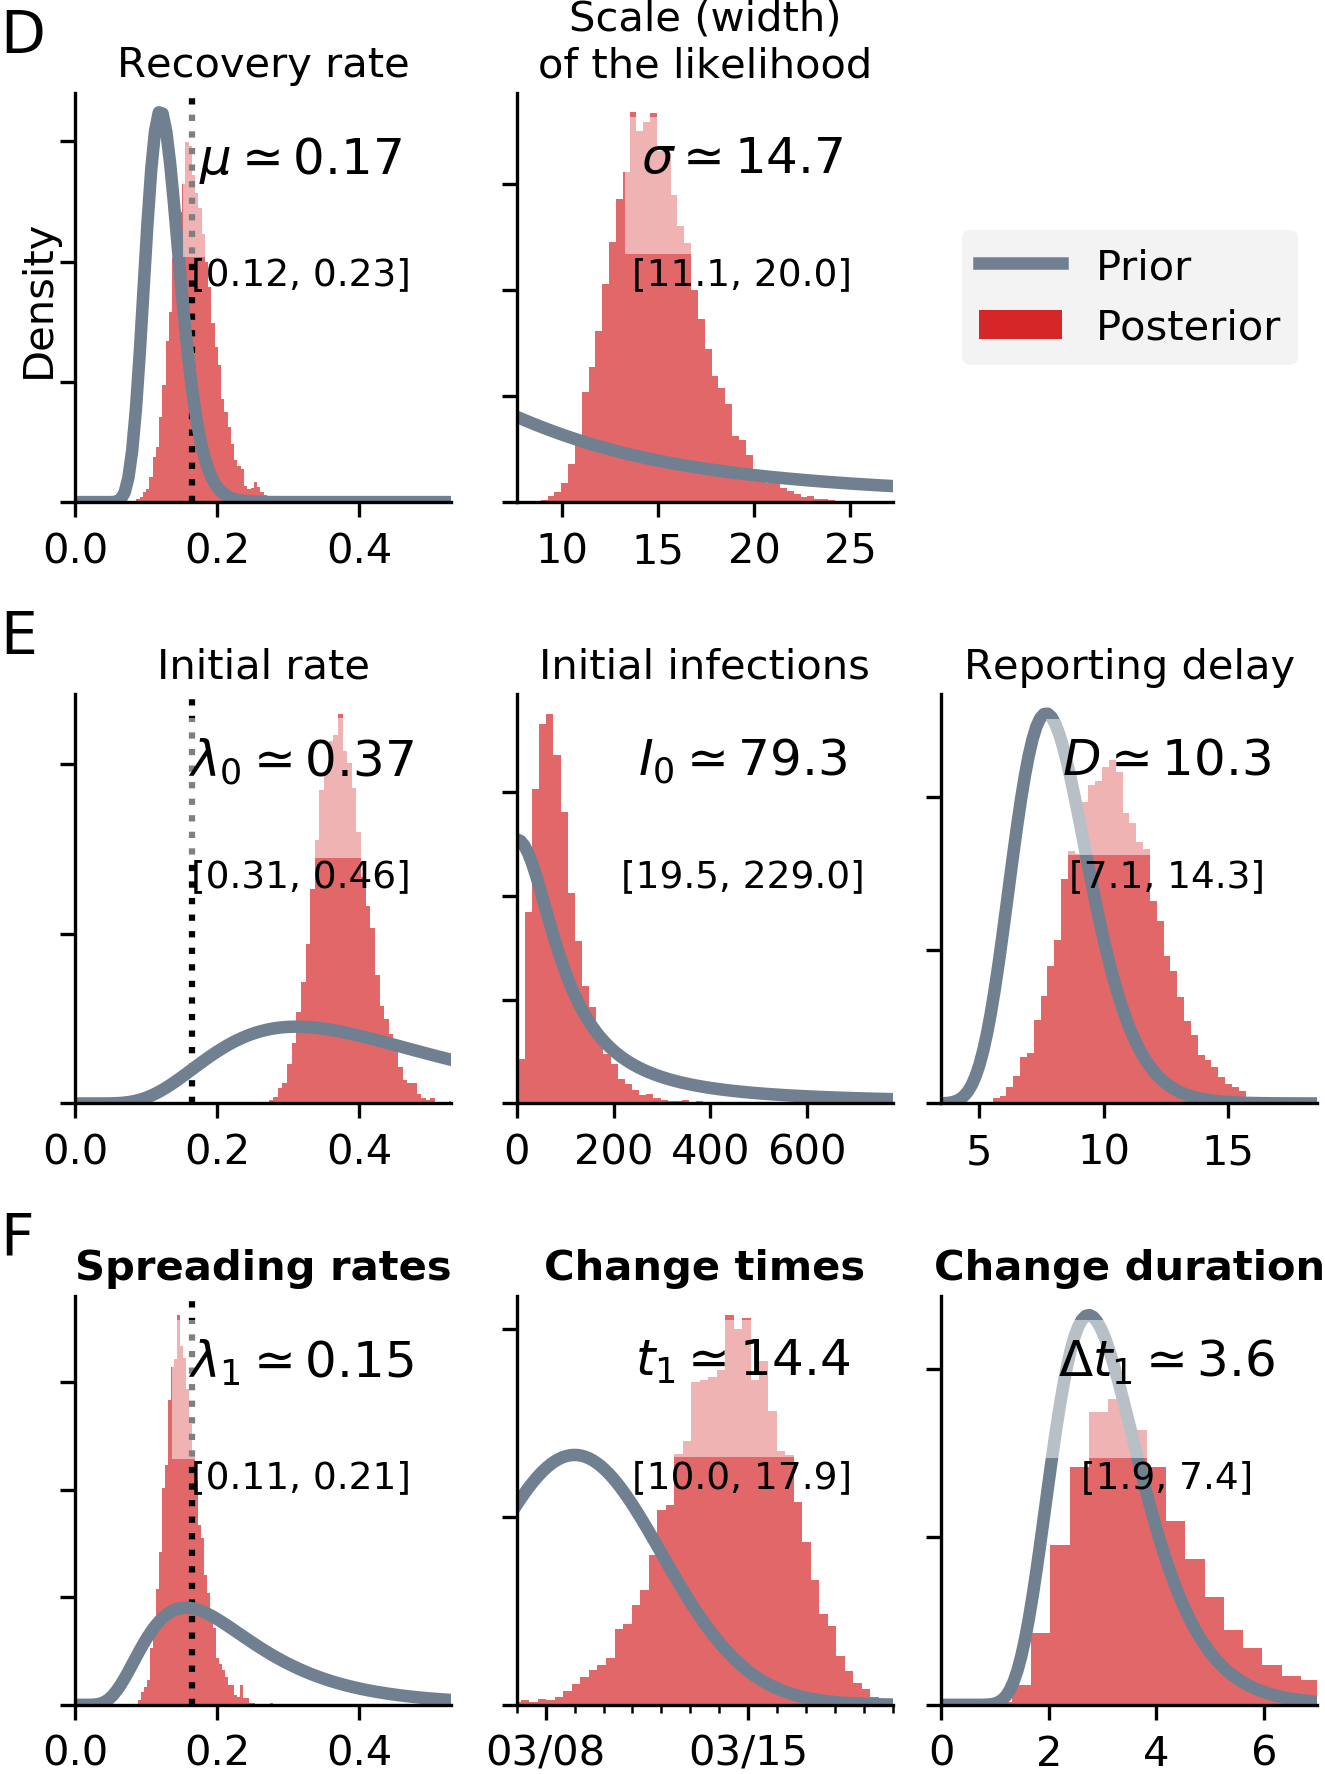 D
Recovery rate
Scale (width)
of the likelihood
μ ≃ 0.17
σ ≃ 14.7
[0.12, 0.23]
[11.1, 20.0]
Density
Prior
Posterior
0.0 0.2 0.4
10 15 20 25
E
Initial rate
Initial infections
Reporting delay
λ₀ ≃ 0.37
I₀ ≃ 79.3
D ≃ 10.3
[0.31, 0.46]
[19.5, 229.0]
[7.1, 14.3]
0.0 0.2 0.4
0 200 400 600
5 10 15
F
Spreading rates
Change times
Change duration
λ₁ ≃ 0.15
t₁ ≃ 14.4
Δt₁ ≃ 3.6
[0.11, 0.21]
[10.0, 17.9]
[1.9, 7.4]
0.0 0.2 0.4
03/08 03/15
0 2 4 6